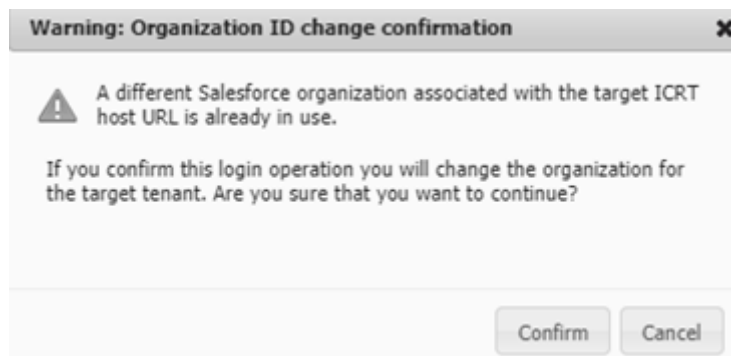 Warning: Organization ID change confirmation
A different Salesforce organization associated with the target ICRT
host URL is already in use.
If you confirm this login operation you will change the organization for
the target tenant. Are you sure that you want to continue?
Confirm Cancel